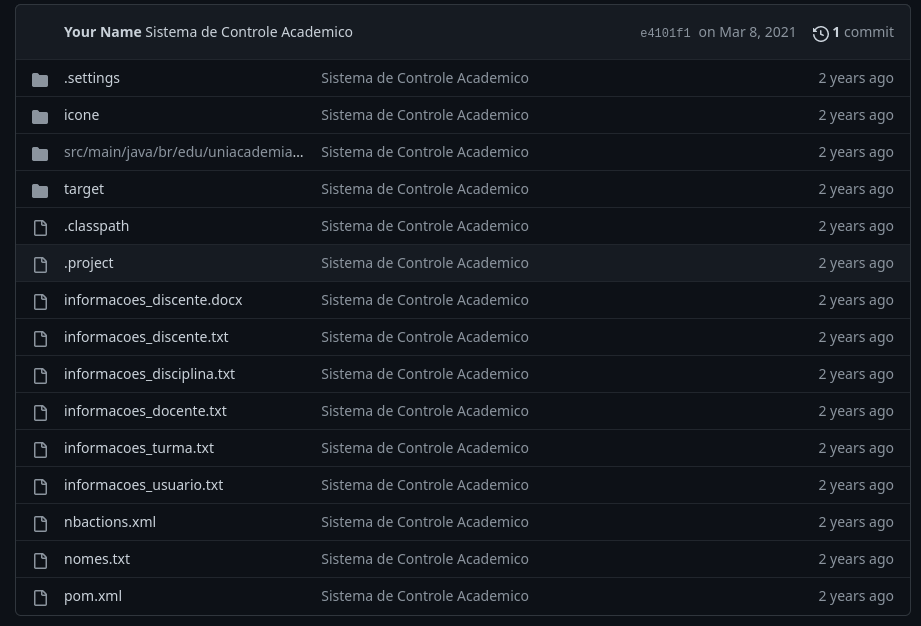 Your Name Sistema de Controle Academico e4101f1 on Mar 8, 2021 1 commit
.settings Sistema de Controle Academico 2 years ago
icone Sistema de Controle Academico 2 years ago
src/main/java/br/edu/uniacademia... Sistema de Controle Academico 2 years ago
target Sistema de Controle Academico 2 years ago
.classpath Sistema de Controle Academico 2 years ago
.project Sistema de Controle Academico 2 years ago
informacoes_discente.docx Sistema de Controle Academico 2 years ago
informacoes_discente.txt Sistema de Controle Academico 2 years ago
informacoes_disciplina.txt Sistema de Controle Academico 2 years ago
informacoes_docente.txt Sistema de Controle Academico 2 years ago
informacoes_turma.txt Sistema de Controle Academico 2 years ago
informacoes_usuario.txt Sistema de Controle Academico 2 years ago
nbactions.xml Sistema de Controle Academico 2 years ago
nomes.txt Sistema de Controle Academico 2 years ago
pom.xml Sistema de Controle Academico 2 years ago